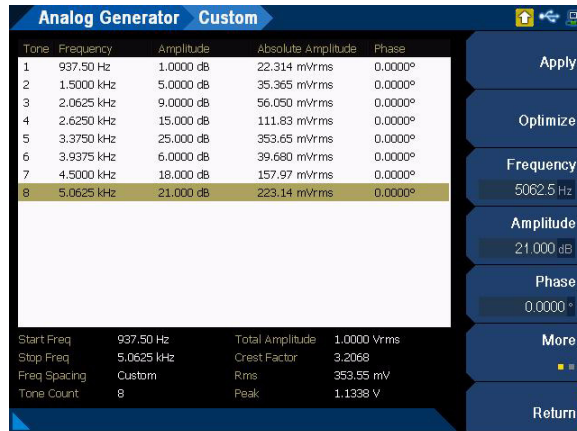 Analog Generator Custom
Tone Frequency Amplitude Absolute Amplitude Phase
1 937.50 Hz 1.0000 dB 22.314 mVrms 0.0000°
2 1.5000 kHz 5.0000 dB 35.365 mVrms 0.0000°
3 2.0625 kHz 9.0000 dB 56.050 mVrms 0.0000°
4 2.6250 kHz 15.000 dB 111.83 mVrms 0.0000°
5 3.3750 kHz 25.000 dB 353.65 mVrms 0.0000°
6 3.9375 kHz 6.0000 dB 39.680 mVrms 0.0000°
7 4.5000 kHz 18.000 dB 157.97 mVrms 0.0000°
8 5.0625 kHz 21.000 dB 223.14 mVrms 0.0000°
Start Freq 937.50 Hz Total Amplitude 1.0000 Vrms
Stop Freq 5.0625 kHz Crest Factor 3.2068
Freq Spacing Custom Rms 353.55 mV
Tone Count 8 Peak 1.1338 V
Apply
Optimize
Frequency
5062.5 Hz
Amplitude
21.000 dB
Phase
0.0000 °
More
Return